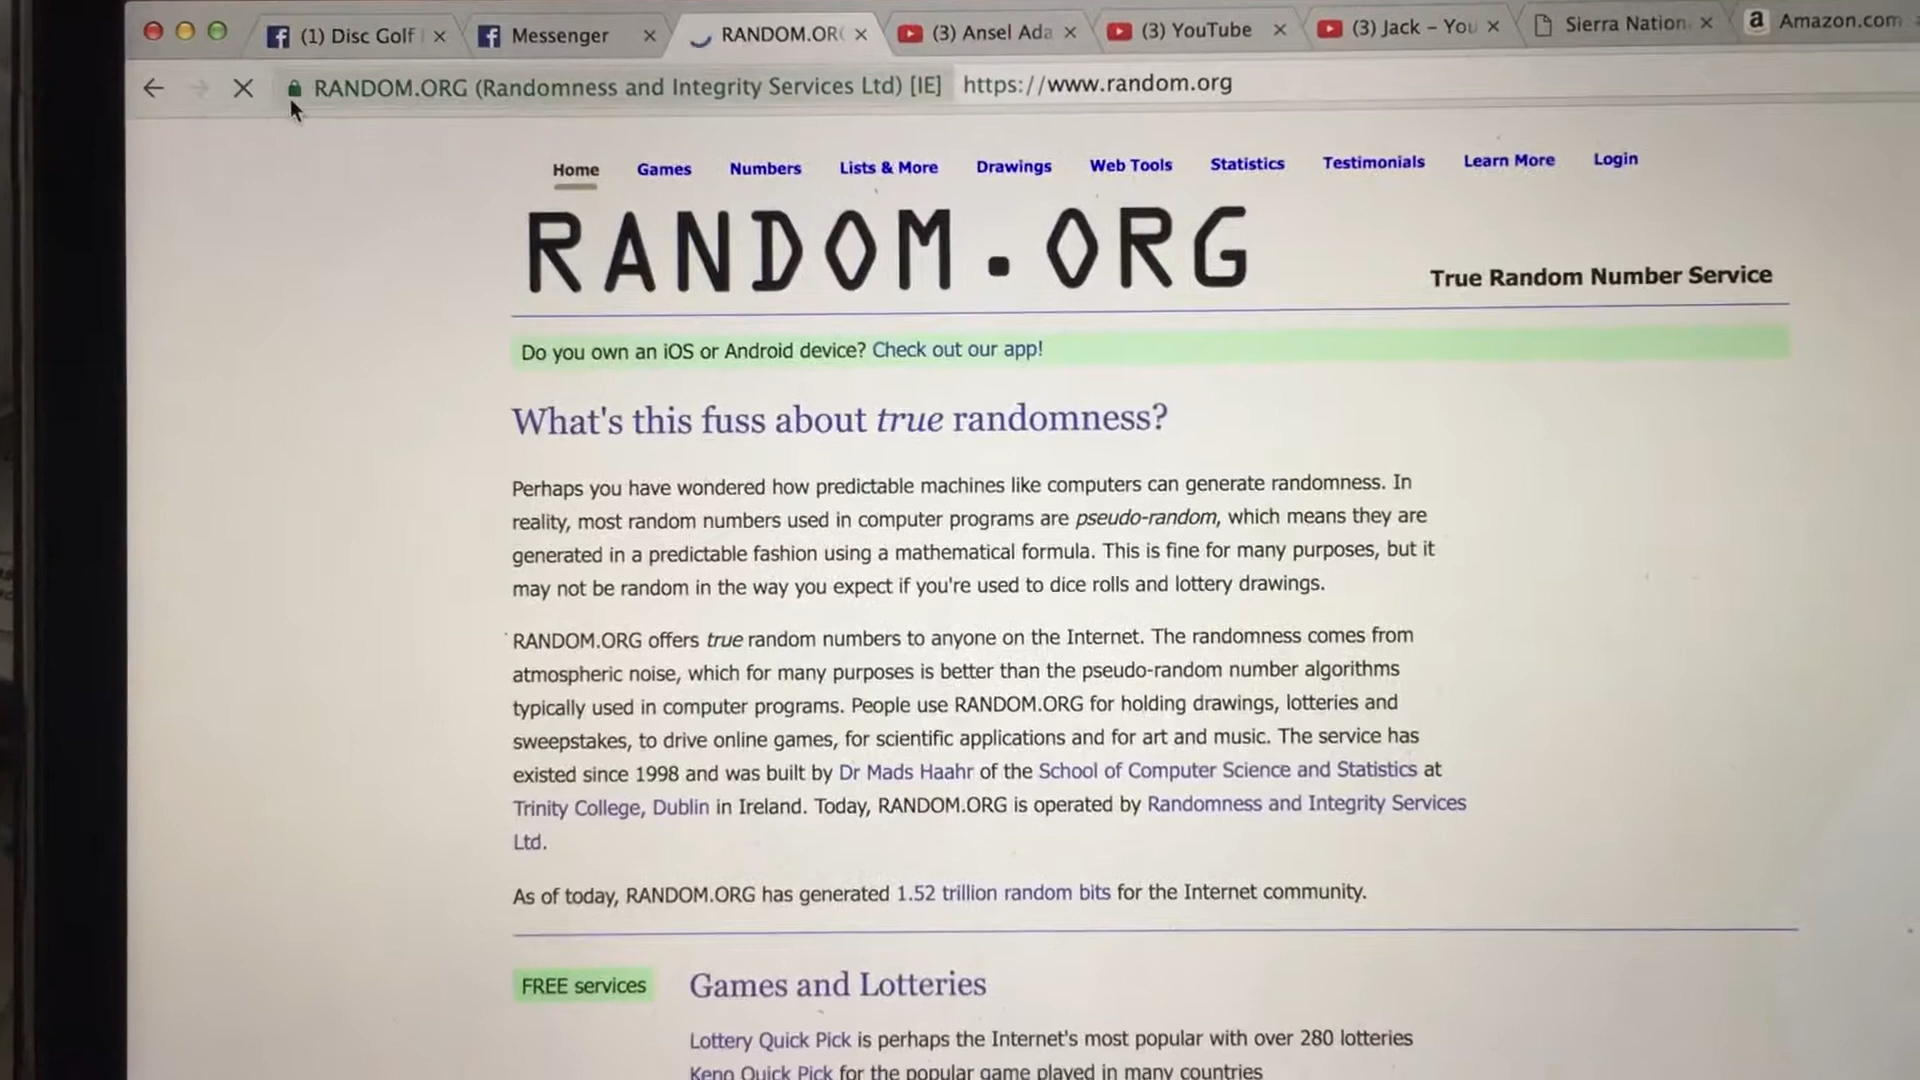 (1) Disc Golf
Messenger
RANDOM.OR
(3) Ansel Ada
(3) YouTube
(3) Jack – You
Sierra Nation
Amazon.com
RANDOM.ORG (Randomness and Integrity Services Ltd) [IE] https://www.random.org
Home Games Numbers Lists & More Drawings Web Tools Statistics Testimonials Learn More Login
RANDOM.ORG
True Random Number Service
Do you own an iOS or Android device? Check out our app!
What's this fuss about true randomness?
Perhaps you have wondered how predictable machines like computers can generate randomness. In
reality, most random numbers used in computer programs are pseudo-random, which means they are
generated in a predictable fashion using a mathematical formula. This is fine for many purposes, but it
may not be random in the way you expect if you're used to dice rolls and lottery drawings.
RANDOM.ORG offers true random numbers to anyone on the Internet. The randomness comes from
atmospheric noise, which for many purposes is better than the pseudo-random number algorithms
typically used in computer programs. People use RANDOM.ORG for holding drawings, lotteries and
sweepstakes, to drive online games, for scientific applications and for art and music. The service has
existed since 1998 and was built by Dr Mads Haahr of the School of Computer Science and Statistics at
Trinity College, Dublin in Ireland. Today, RANDOM.ORG is operated by Randomness and Integrity Services
Ltd.
As of today, RANDOM.ORG has generated 1.52 trillion random bits for the Internet community.
FREE services
Games and Lotteries
Lottery Quick Pick is perhaps the Internet's most popular with over 280 lotteries
Keno Quick Pick for the popular game played in many countries